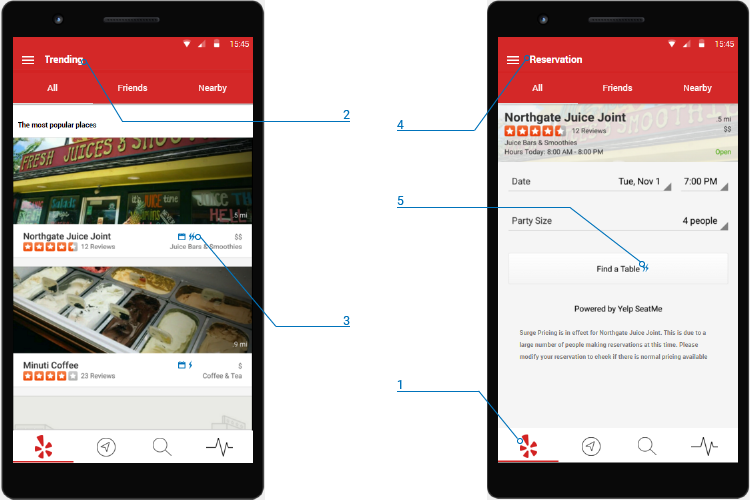 15:45
Trending
All Friends Nearby
2
The most popular places
FRESH JUICES & SMOO
.5 mi
Northgate Juice Joint $$
12 Reviews Juice Bars & Smoothies
3
.9 mi
Minuti Coffee $
23 Reviews Coffee & Tea
15:45
4
Reservation
All Friends Nearby
Northgate Juice Joint .5 mi
12 Reviews $$
Juice Bars & Smoothies
Hours Today: 8:00 AM - 8:00 PM Open
Date Tue, Nov 1 7:00 PM
5
Party Size 4 people
Find a Table
Powered by Yelp SeatMe
Surge Pricing is in effect for Northgate Juice Joint. This is due to a
large number of people making reservations at this time. Please
modify your reservation to check if there is normal pricing available
1